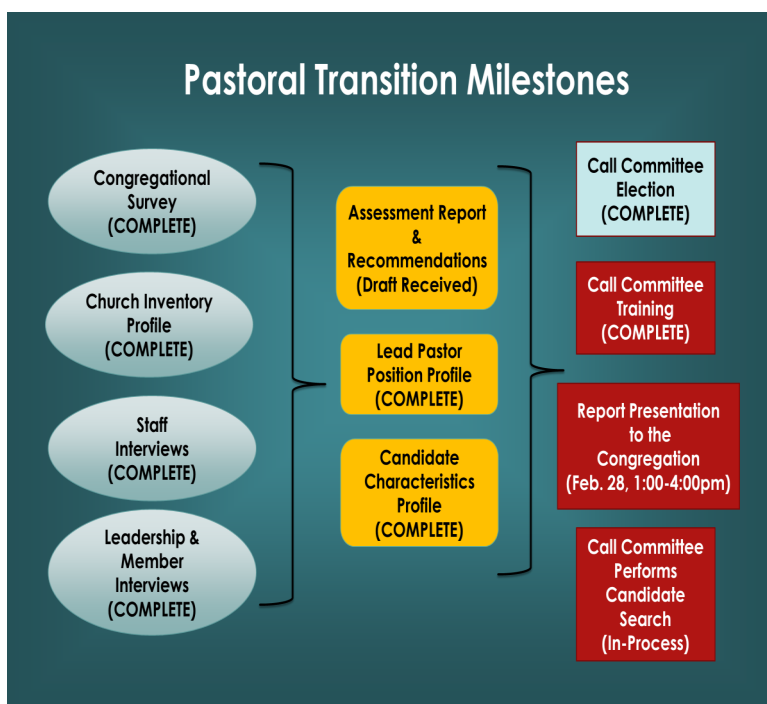 Pastoral Transition Milestones
Congregational
Survey
(COMPLETE)
Church Inventory
Profile
(COMPLETE)
Staff
Interviews
(COMPLETE)
Leadership &
Member
Interviews
(COMPLETE)
Assessment Report
&
Recommendations
(Draft Received)
Lead Pastor
Position Profile
(COMPLETE)
Candidate
Characteristics
Profile
(COMPLETE)
Call Committee
Election
(COMPLETE)
Call Committee
Training
(COMPLETE)
Report Presentation
to the
Congregation
(Feb. 28, 1:00-4:00pm)
Call Committee
Performs
Candidate
Search
(In-Process)